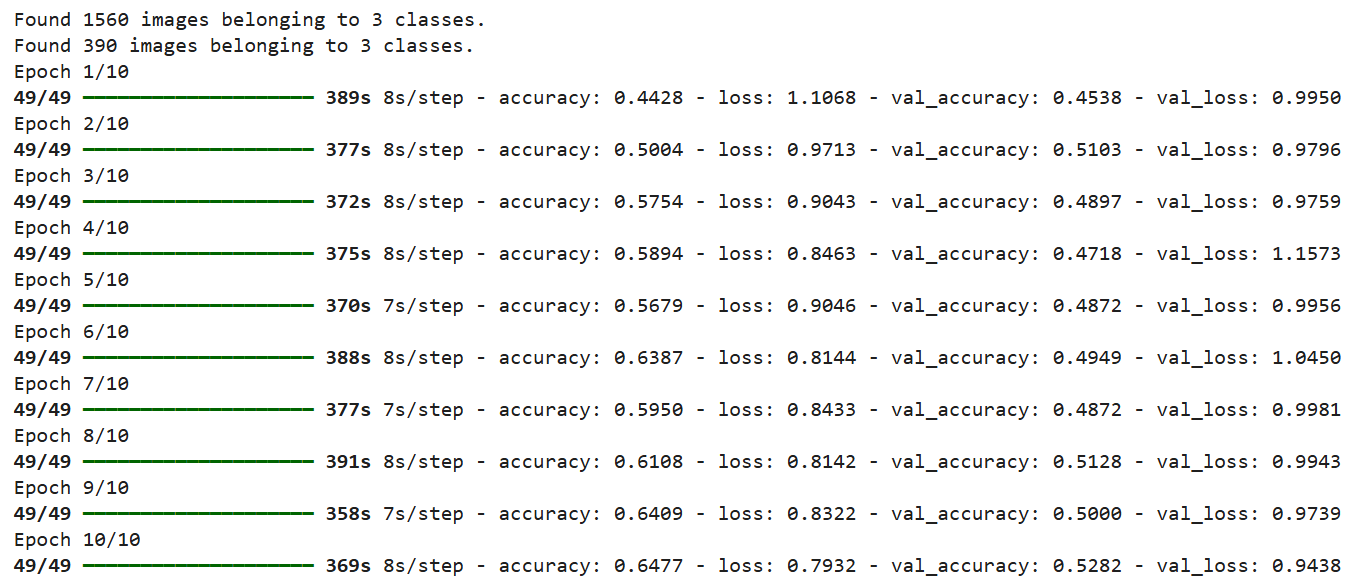 Found 1560 images belonging to 3 classes.
Found 390 images belonging to 3 classes.
Epoch 1/10
49/49 ━━━━━━━━━━━━━━━━━━━━ 389s 8s/step - accuracy: 0.4428 - loss: 1.1068 - val_accuracy: 0.4538 - val_loss: 0.9950
Epoch 2/10
49/49 ━━━━━━━━━━━━━━━━━━━━ 377s 8s/step - accuracy: 0.5004 - loss: 0.9713 - val_accuracy: 0.5103 - val_loss: 0.9796
Epoch 3/10
49/49 ━━━━━━━━━━━━━━━━━━━━ 372s 8s/step - accuracy: 0.5754 - loss: 0.9043 - val_accuracy: 0.4897 - val_loss: 0.9759
Epoch 4/10
49/49 ━━━━━━━━━━━━━━━━━━━━ 375s 8s/step - accuracy: 0.5894 - loss: 0.8463 - val_accuracy: 0.4718 - val_loss: 1.1573
Epoch 5/10
49/49 ━━━━━━━━━━━━━━━━━━━━ 370s 7s/step - accuracy: 0.5679 - loss: 0.9046 - val_accuracy: 0.4872 - val_loss: 0.9956
Epoch 6/10
49/49 ━━━━━━━━━━━━━━━━━━━━ 388s 8s/step - accuracy: 0.6387 - loss: 0.8144 - val_accuracy: 0.4949 - val_loss: 1.0450
Epoch 7/10
49/49 ━━━━━━━━━━━━━━━━━━━━ 377s 7s/step - accuracy: 0.5950 - loss: 0.8433 - val_accuracy: 0.4872 - val_loss: 0.9981
Epoch 8/10
49/49 ━━━━━━━━━━━━━━━━━━━━ 391s 8s/step - accuracy: 0.6108 - loss: 0.8142 - val_accuracy: 0.5128 - val_loss: 0.9943
Epoch 9/10
49/49 ━━━━━━━━━━━━━━━━━━━━ 358s 7s/step - accuracy: 0.6409 - loss: 0.8322 - val_accuracy: 0.5000 - val_loss: 0.9739
Epoch 10/10
49/49 ━━━━━━━━━━━━━━━━━━━━ 369s 8s/step - accuracy: 0.6477 - loss: 0.7932 - val_accuracy: 0.5282 - val_loss: 0.9438